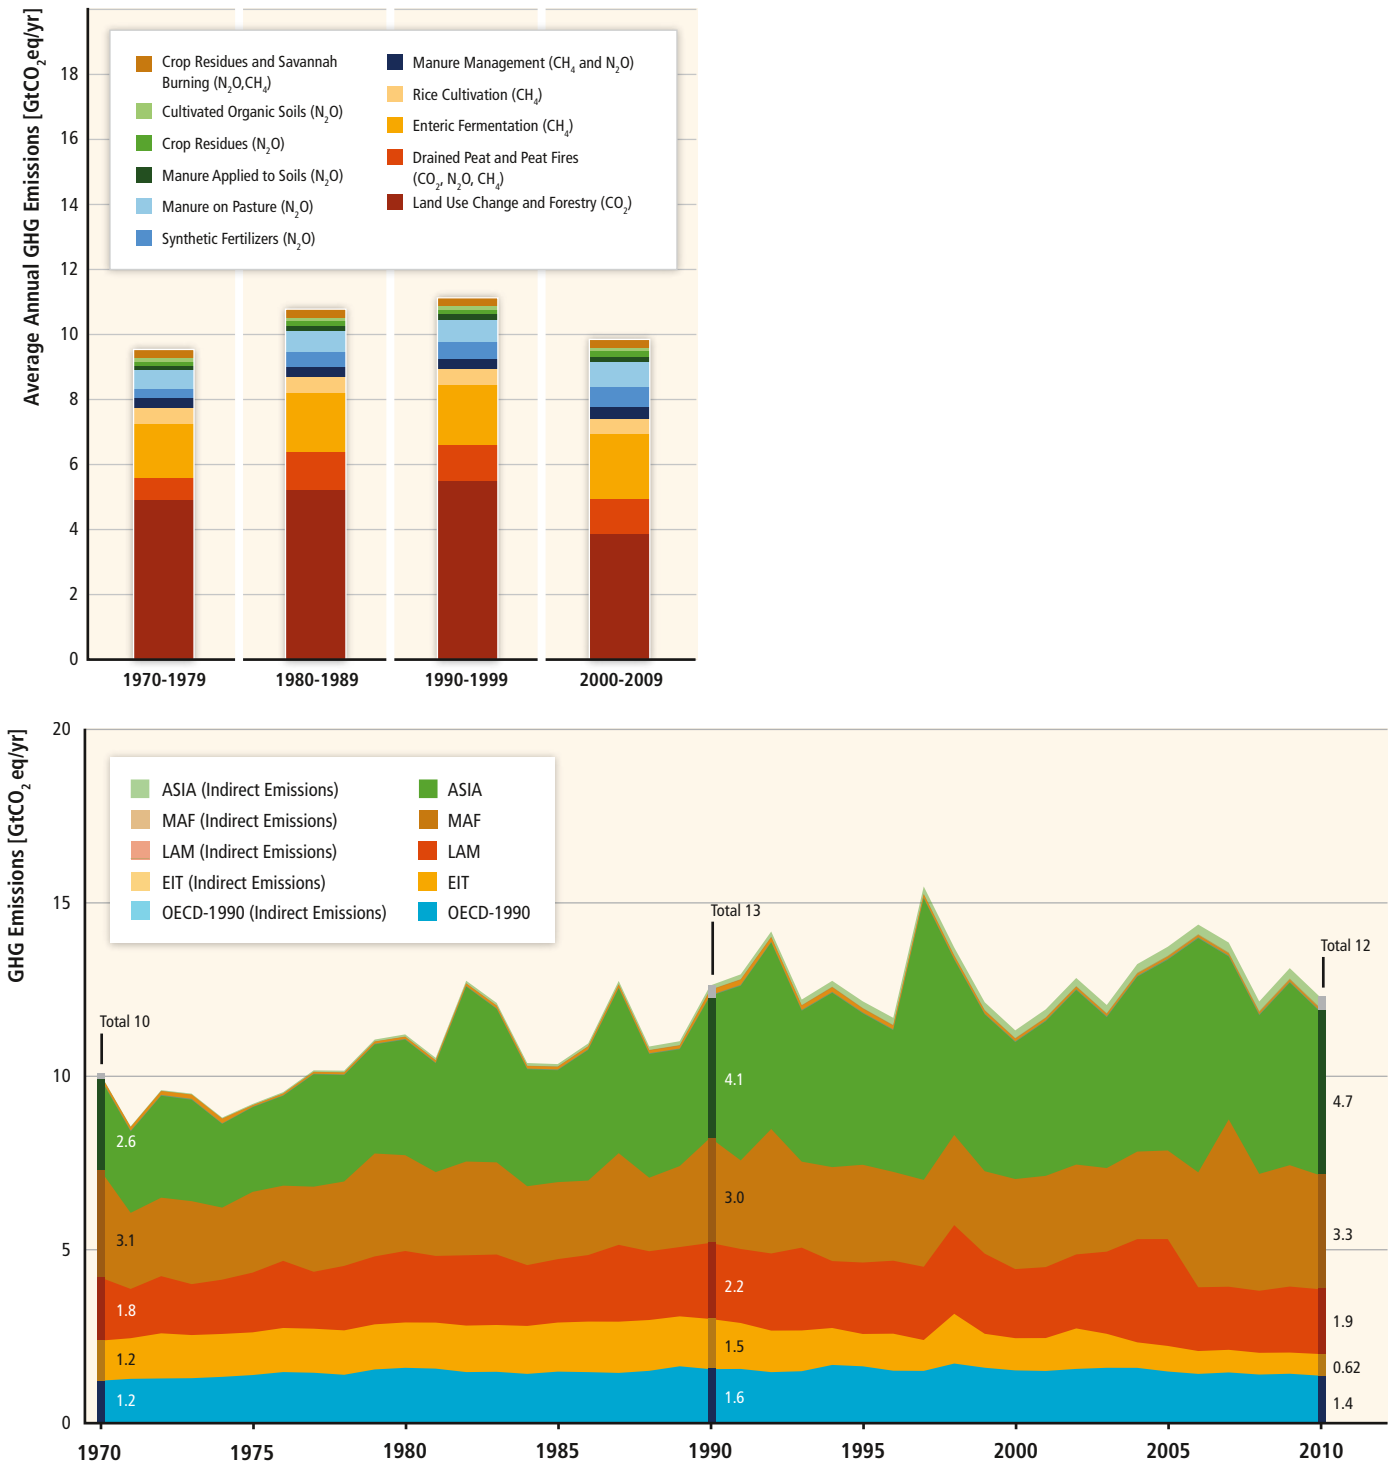 Average Annual GHG Emissions [GtCO2eq/yr]
18
16
14
12
10
8
6
4
2
0
Crop Residues and Savannah
Burning (N2O,CH4)
Cultivated Organic Soils (N2O)
Crop Residues (N2O)
Manure Applied to Soils (N2O)
Manure on Pasture (N2O)
Synthetic Fertilizers (N2O)
Manure Management (CH4 and N2O)
Rice Cultivation (CH4)
Enteric Fermentation (CH4)
Drained Peat and Peat Fires
(CO2, N2O, CH4)
Land Use Change and Forestry (CO2)
1970-1979
1980-1989
1990-1999
2000-2009
GHG Emissions [GtCO2 eq/yr]
20
15
10
5
0
ASIA (Indirect Emissions)
MAF (Indirect Emissions)
LAM (Indirect Emissions)
EIT (Indirect Emissions)
OECD-1990 (Indirect Emissions)
ASIA
MAF
LAM
EIT
OECD-1990
Total 10
2.6
3.1
1.8
1.2
1.2
Total 13
4.1
3.0
2.2
1.5
1.6
Total 12
4.7
3.3
1.9
0.62
1.4
1970
1975
1980
1985
1990
1995
2000
2005
2010